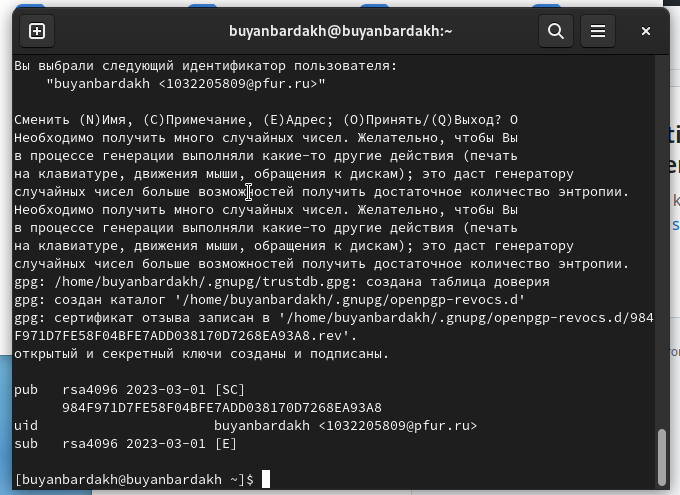 buyanbardakh@buyanbardakh:~
Вы выбрали следующий идентификатор пользователя:
"buyanbardakh <1032205809@pfur.ru>"
Сменить (N)Имя, (C)Примечание, (E)Адрес; (O)Принять/(Q)Выход? O
Необходимо получить много случайных чисел. Желательно, чтобы Вы
в процессе генерации выполняли какие-то другие действия (печать
на клавиатуре, движения мыши, обращения к дискам); это даст генератору
случайных чисел больше возможностей получить достаточное количество энтропии.
Необходимо получить много случайных чисел. Желательно, чтобы Вы
в процессе генерации выполняли какие-то другие действия (печать
на клавиатуре, движения мыши, обращения к дискам); это даст генератору
случайных чисел больше возможностей получить достаточное количество энтропии.
gpg: /home/buyanbardakh/.gnupg/trustdb.gpg: создана таблица доверия
gpg: создан каталог '/home/buyanbardakh/.gnupg/openpgp-revocs.d'
gpg: сертификат отзыва записан в '/home/buyanbardakh/.gnupg/openpgp-revocs.d/984
F971D7FE58F04BFE7ADD038170D7268EA93A8.rev'.
открытый и секретный ключи созданы и подписаны.
pub   rsa4096 2023-03-01 [SC]
984F971D7FE58F04BFE7ADD038170D7268EA93A8
uid                      buyanbardakh <1032205809@pfur.ru>
sub   rsa4096 2023-03-01 [E]
[buyanbardakh@buyanbardakh ~]$